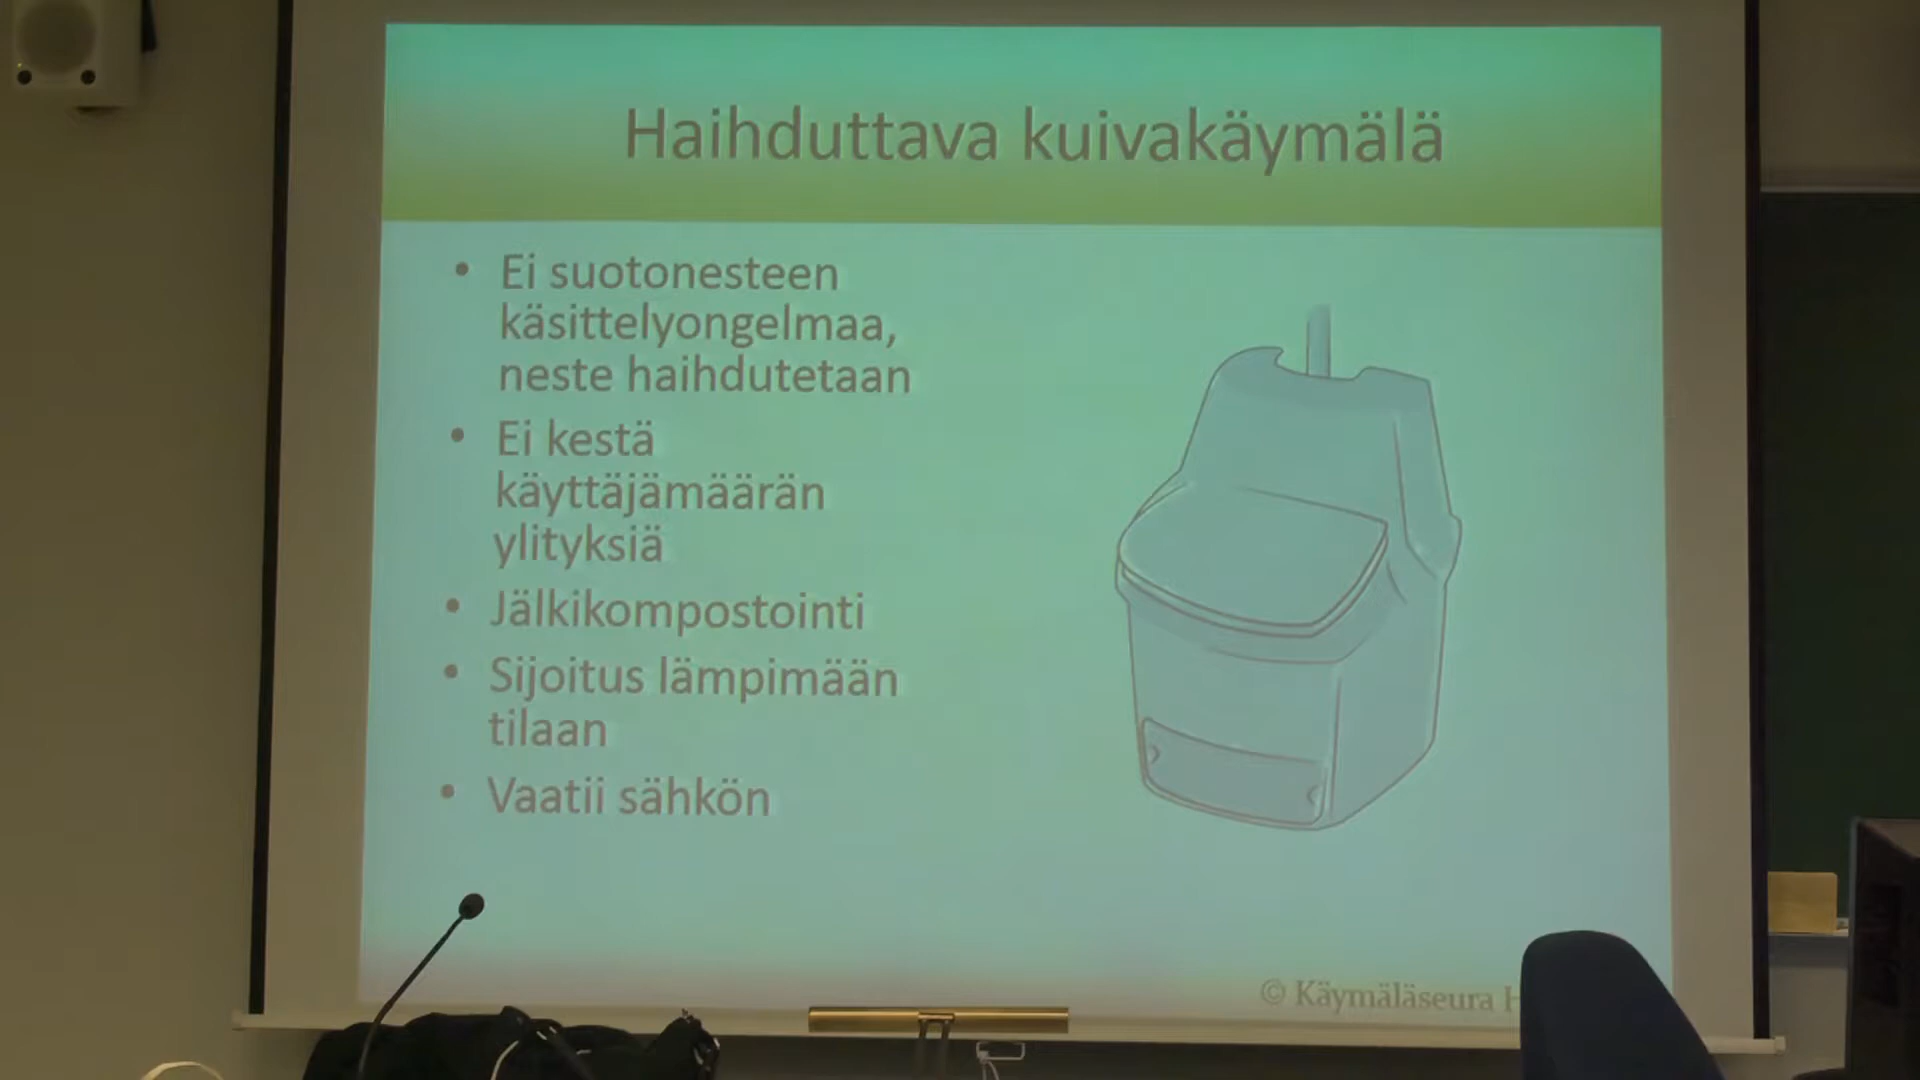 Haihduttava kuivakäymälä
• Ei suotonesteen
käsittelyongelmaa,
neste haihdutetaan
• Ei kestä
käyttäjämäärän
ylityksiä
• Jälkikompostointi
• Sijoitus lämpimään
tilaan
• Vaatii sähkön
© Käymäläseura